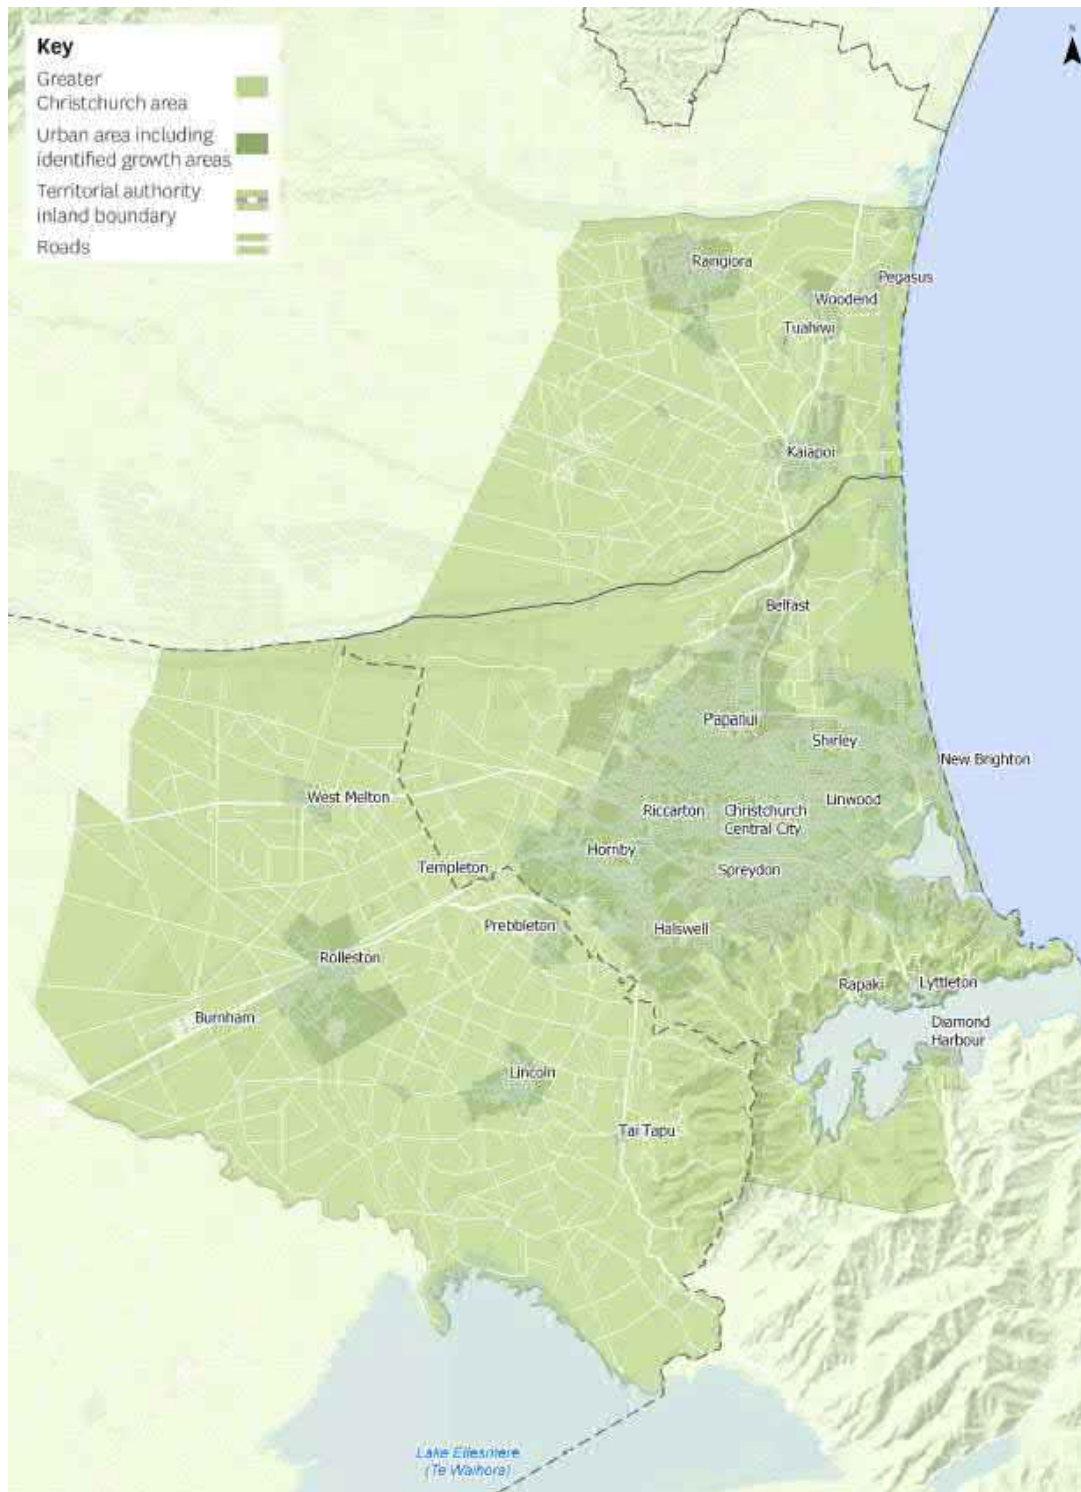 Key
Greater
Christchurch area
Urban area including
identified growth areas
Territorial authority
inland boundary
Roads
N
Rangiora
Pegasus
Woodend
Tuahiwi
Kaiapoi
Belfast
Papanui
Shirley
New Brighton
West Melton
Riccarton
Christchurch
Central City
Linwood
Hornby
Templeton
Spreydon
Prebbleton
Halswell
Rolleston
Rapaki
Lyttleton
Burnham
Diamond
Harbour
Lincoln
Tai Tapu
Lake Ellesmere
(Te Waihora)